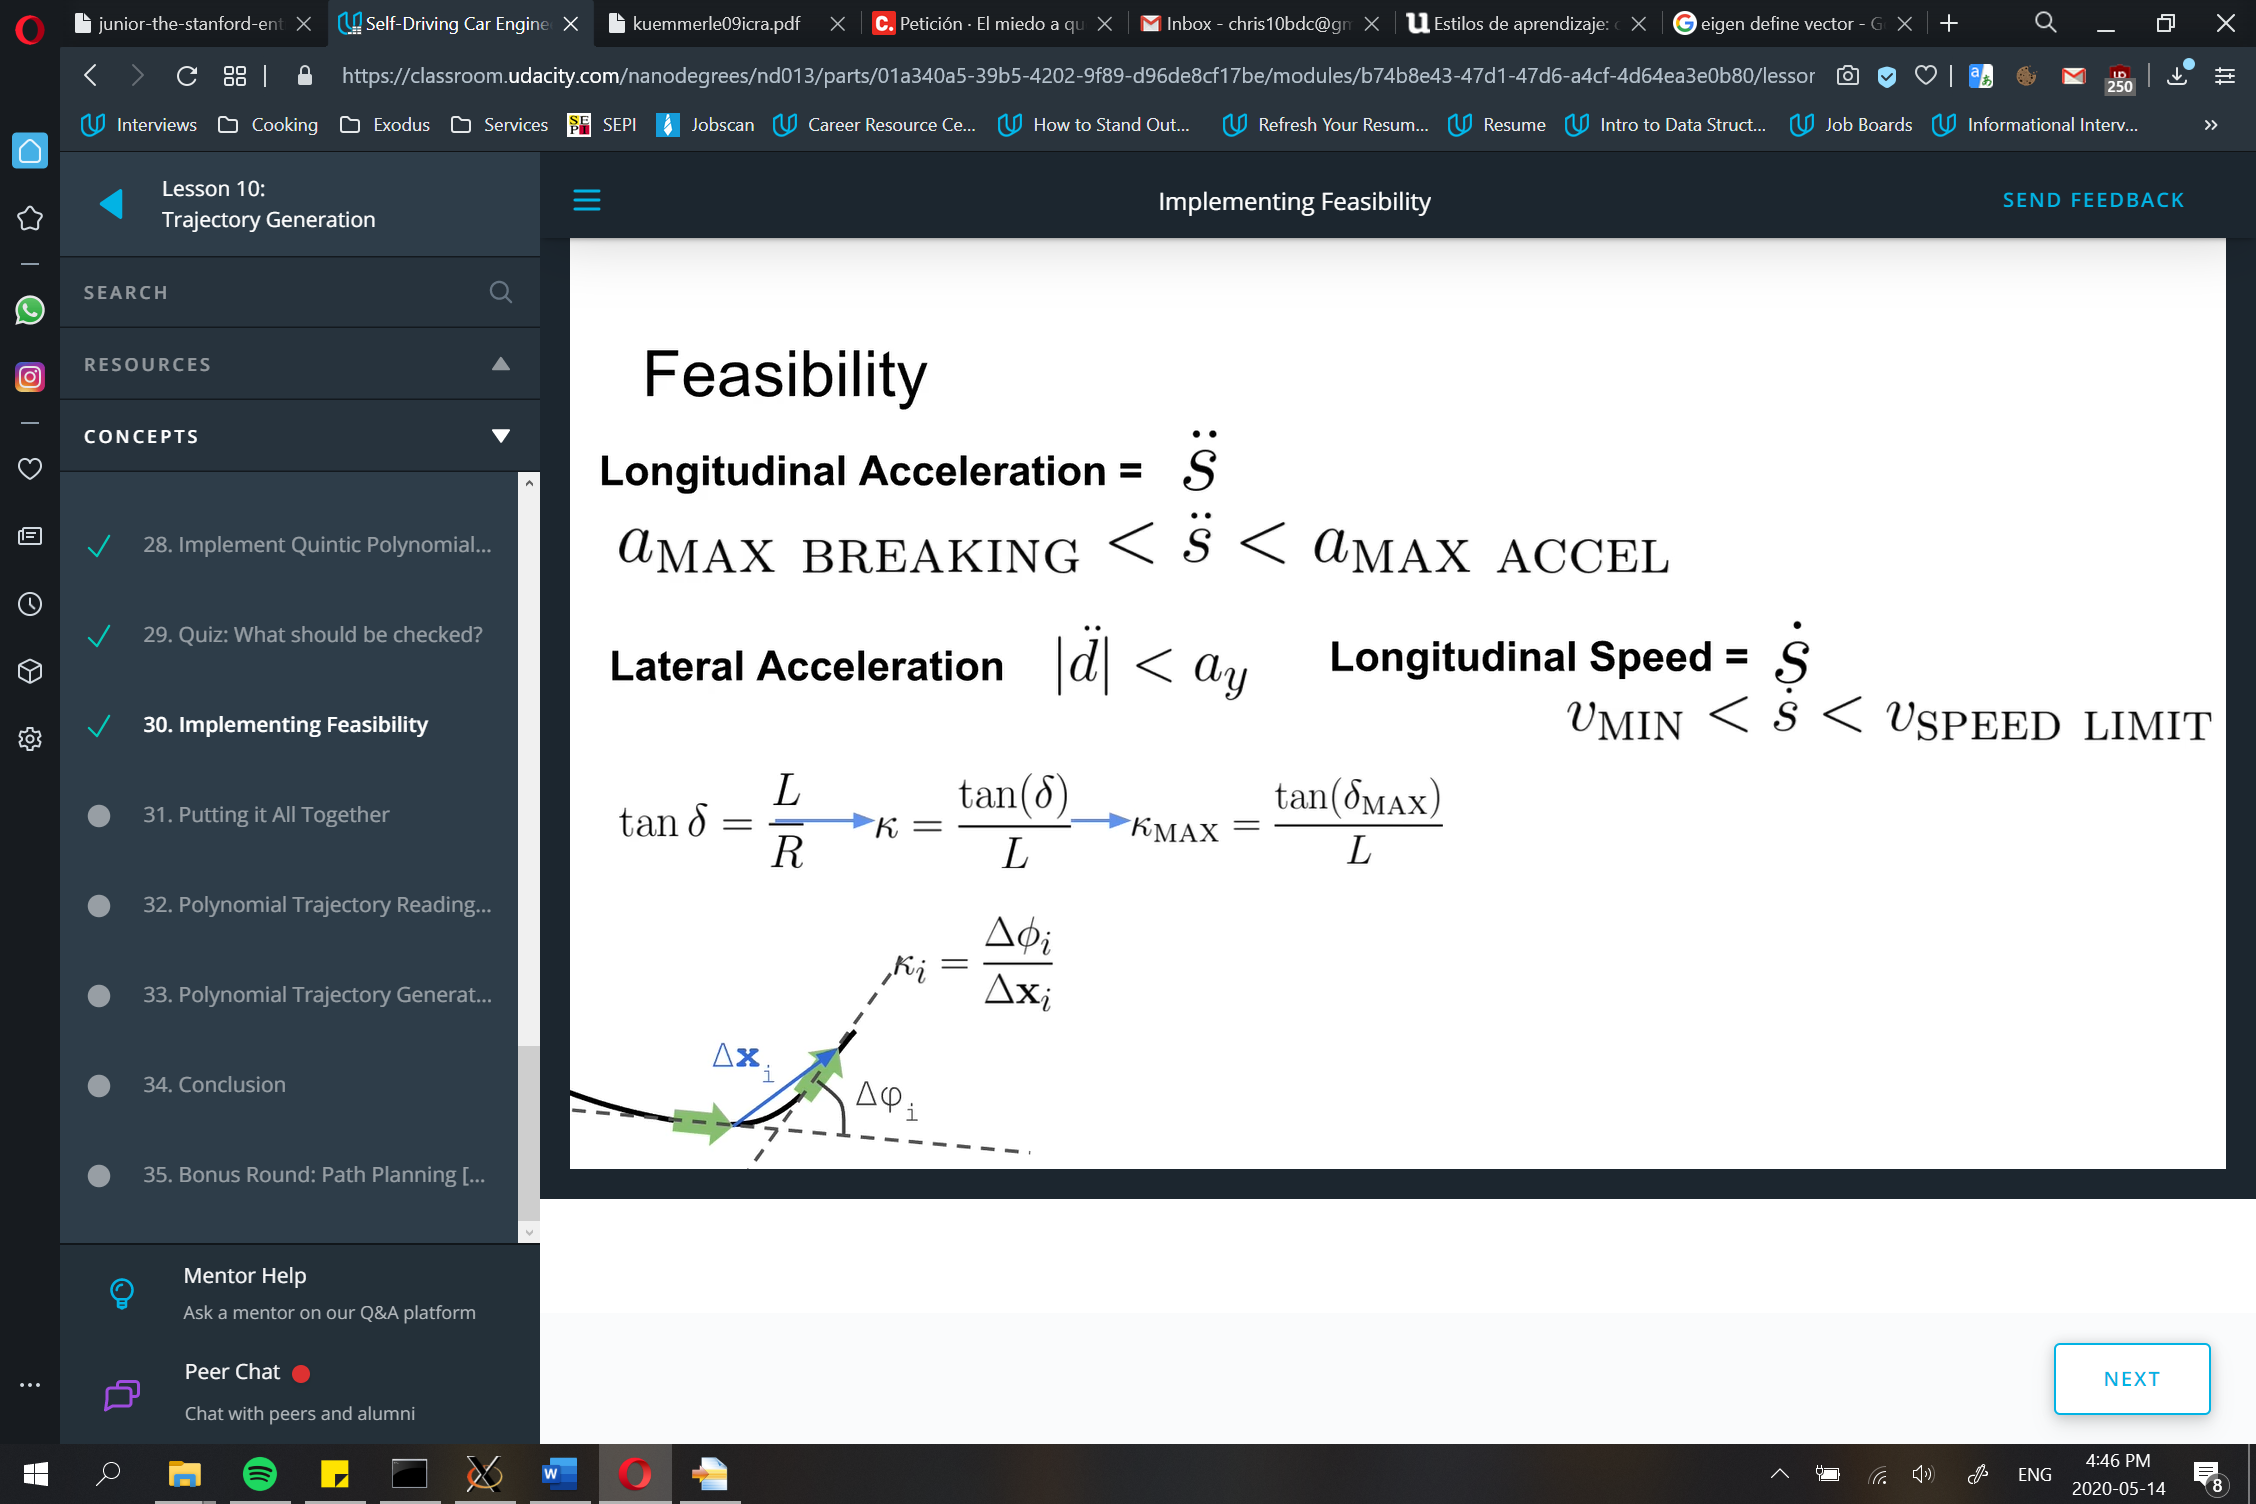 junior-the-stanford-ent
Self-Driving Car Engine
kuemmerle09icra.pdf
C. Petición · El miedo a qu
Inbox - chris10bdc@gm
Estilos de aprendizaje: c
eigen define vector - G
https://classroom.udacity.com/nanodegrees/nd013/parts/01a340a5-39b5-4202-9f89-d96de8cf17be/modules/b74b8e43-47d1-47d6-a4cf-4d64ea3e0b80/lessor
250
Interviews Cooking Exodus Services SEPI Jobscan Career Resource Ce... How to Stand Out... Refresh Your Resum... Resume Intro to Data Struct... Job Boards Informational Interv... »
Lesson 10:
Trajectory Generation
SEARCH
RESOURCES
CONCEPTS
28. Implement Quintic Polynomial...
29. Quiz: What should be checked?
30. Implementing Feasibility
31. Putting it All Together
32. Polynomial Trajectory Reading...
33. Polynomial Trajectory Generat...
34. Conclusion
35. Bonus Round: Path Planning [...
Mentor Help
Ask a mentor on our Q&A platform
Peer Chat
Chat with peers and alumni
Implementing Feasibility
SEND FEEDBACK
Feasibility
Longitudinal Acceleration = s̈
a_MAX BREAKING < s̈ < a_MAX ACCEL
Lateral Acceleration |d̈| < a_y
Longitudinal Speed = ṡ
v_MIN < ṡ < v_SPEED LIMIT
tan δ = L/R → κ = tan(δ)/L → κ_MAX = tan(δ_MAX)/L
κ_i = Δϕ_i/Δx_i
Δx_i
Δφ_i
NEXT
ENG
4:46 PM
2020-05-14
8